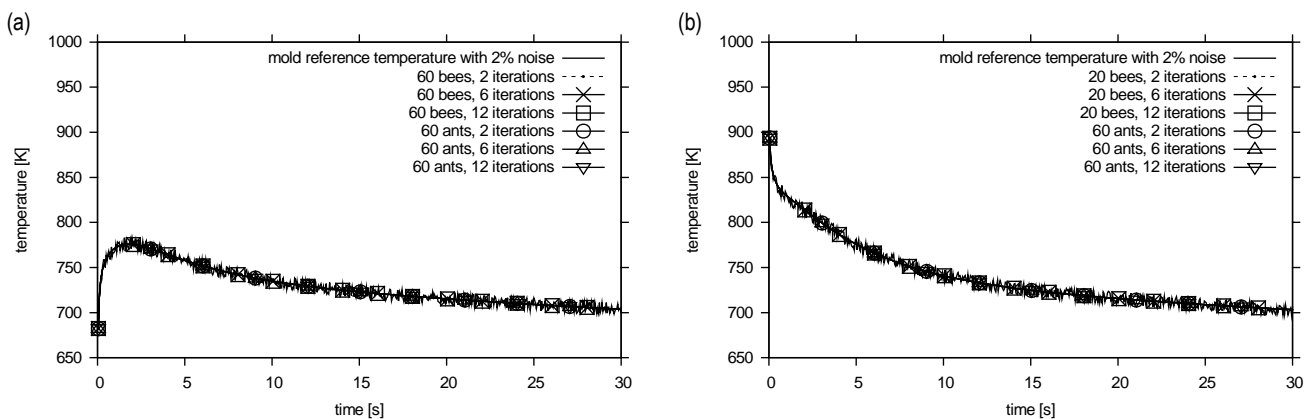 (a)
1000
950
900
850
800
750
700
650
temperature [K]
mold reference temperature with 2% noise
60 bees, 2 iterations
60 bees, 6 iterations
60 bees, 12 iterations
60 ants, 2 iterations
60 ants, 6 iterations
60 ants, 12 iterations
0 5 10 15 20 25 30
time [s]
(b)
1000
950
900
850
800
750
700
650
temperature [K]
mold reference temperature with 2% noise
20 bees, 2 iterations
20 bees, 6 iterations
20 bees, 12 iterations
60 ants, 2 iterations
60 ants, 6 iterations
60 ants, 12 iterations
0 5 10 15 20 25 30
time [s]